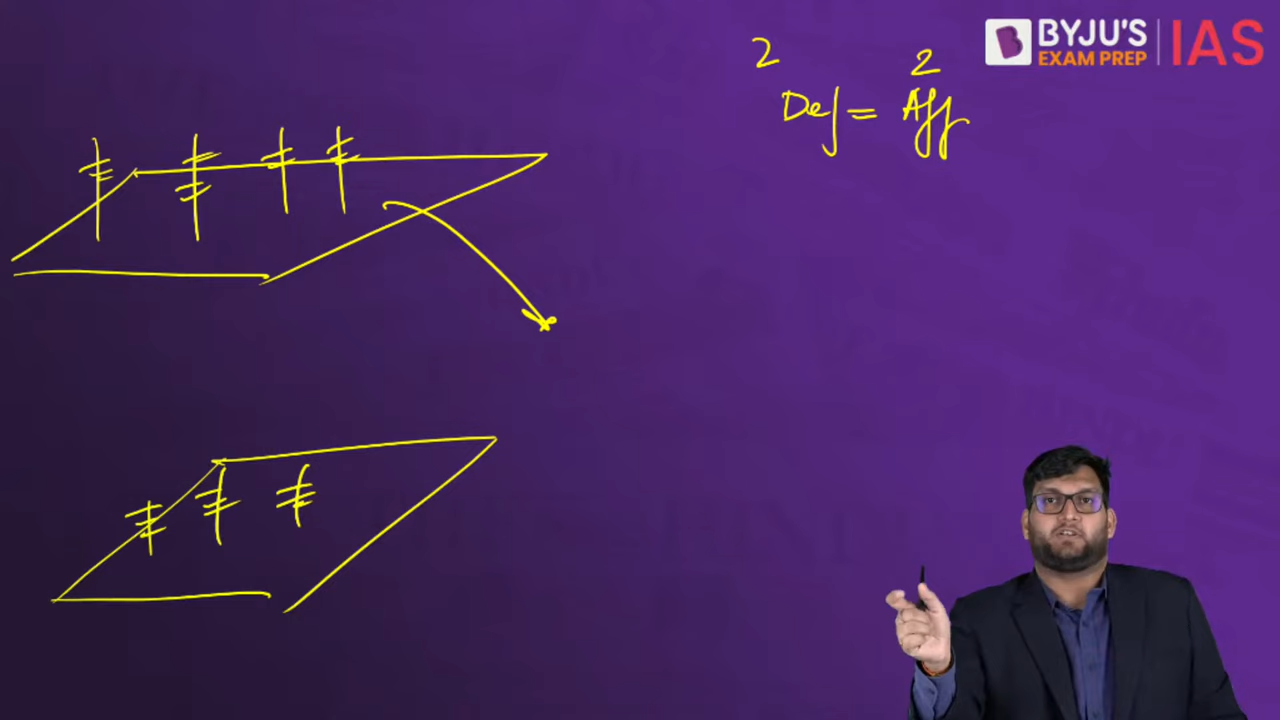 2 2
Def = Aff
BYJU'S
EXAM PREP
IAS